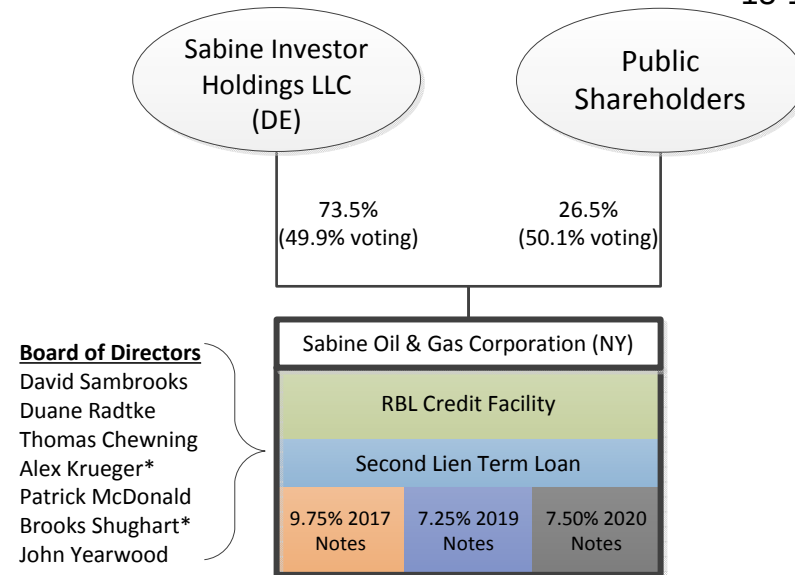 Sabine Investor
Holdings LLC
(DE)
Public
Shareholders
73.5%
(49.9% voting)
26.5%
(50.1% voting)
Sabine Oil & Gas Corporation (NY)
Board of Directors
David Sambrooks
Duane Radtke
Thomas Chewning
Alex Krueger*
Patrick McDonald
Brooks Shughart*
John Yearwood
RBL Credit Facility
Second Lien Term Loan
9.75% 2017
Notes
7.25% 2019
Notes
7.50% 2020
Notes